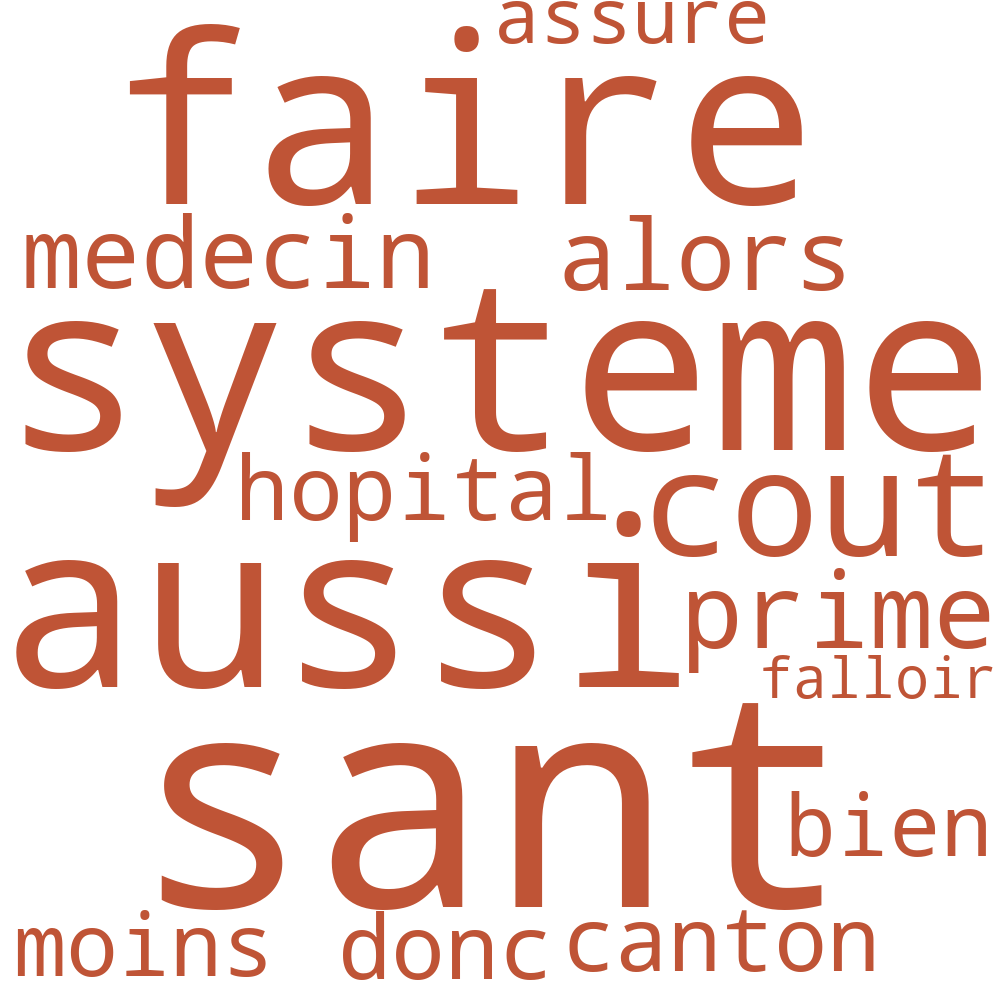 assure
faire
medecin alors
systeme
hopital cout
aussi
prime
falloir
sant
bien
moins donc canton